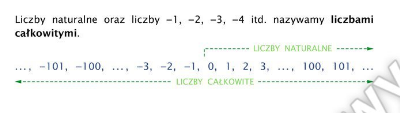 Liczby naturalne oraz liczby −1, −2, −3, −4 itd. nazywamy liczbami
całkowitymi.
LICZBY NATURALNE
..., −101, −100, ..., −3, −2, −1, 0, 1, 2, 3, ..., 100, 101, ...
LICZBY CAŁKOWITE